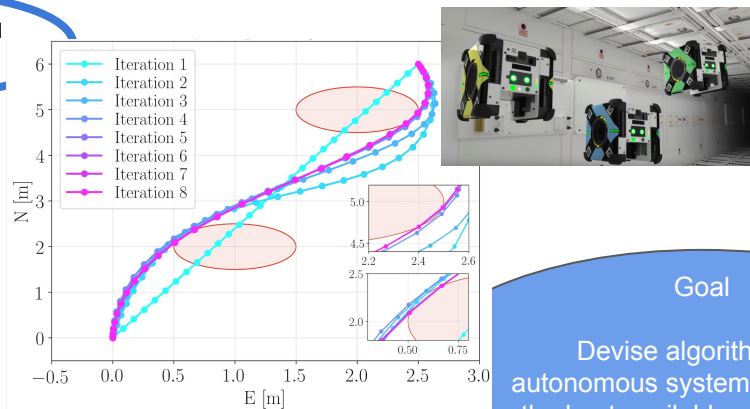 Iteration 1
Iteration 2
Iteration 3
Iteration 4
Iteration 5
Iteration 6
Iteration 7
Iteration 8
N [m]
6
5
4
3
2
1
0
−0.5 0.0 0.5 1.0 1.5 2.0 2.5 3.0
E [m]
5.0
4.5
2.2 2.4 2.6
2.5
2.0
0.50 0.75
Goal
Devise algorith
autonomous system